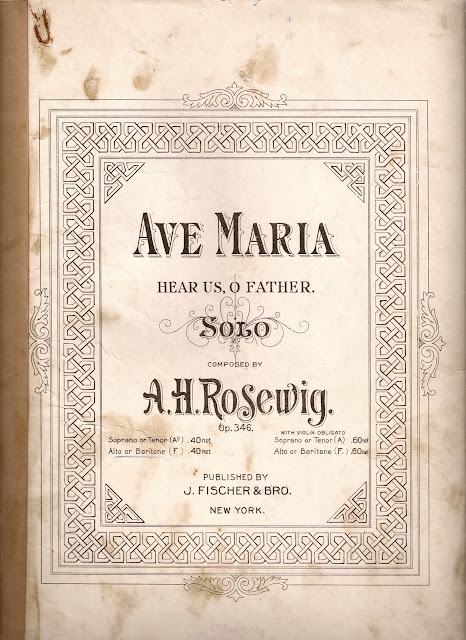 AVE MARIA
HEAR US, O FATHER.
SOLO
COMPOSED BY
A.H. Rosewig.
Op. 346.
WITH VIOLIN OBLIGATO
Soprano or Tenor (A♭) .40 net Soprano or Tenor (A) .60 net
Alto or Baritone (F) .40 net Alto or Baritone (F) .60 net
PUBLISHED BY
J. FISCHER & BRO.
NEW YORK.